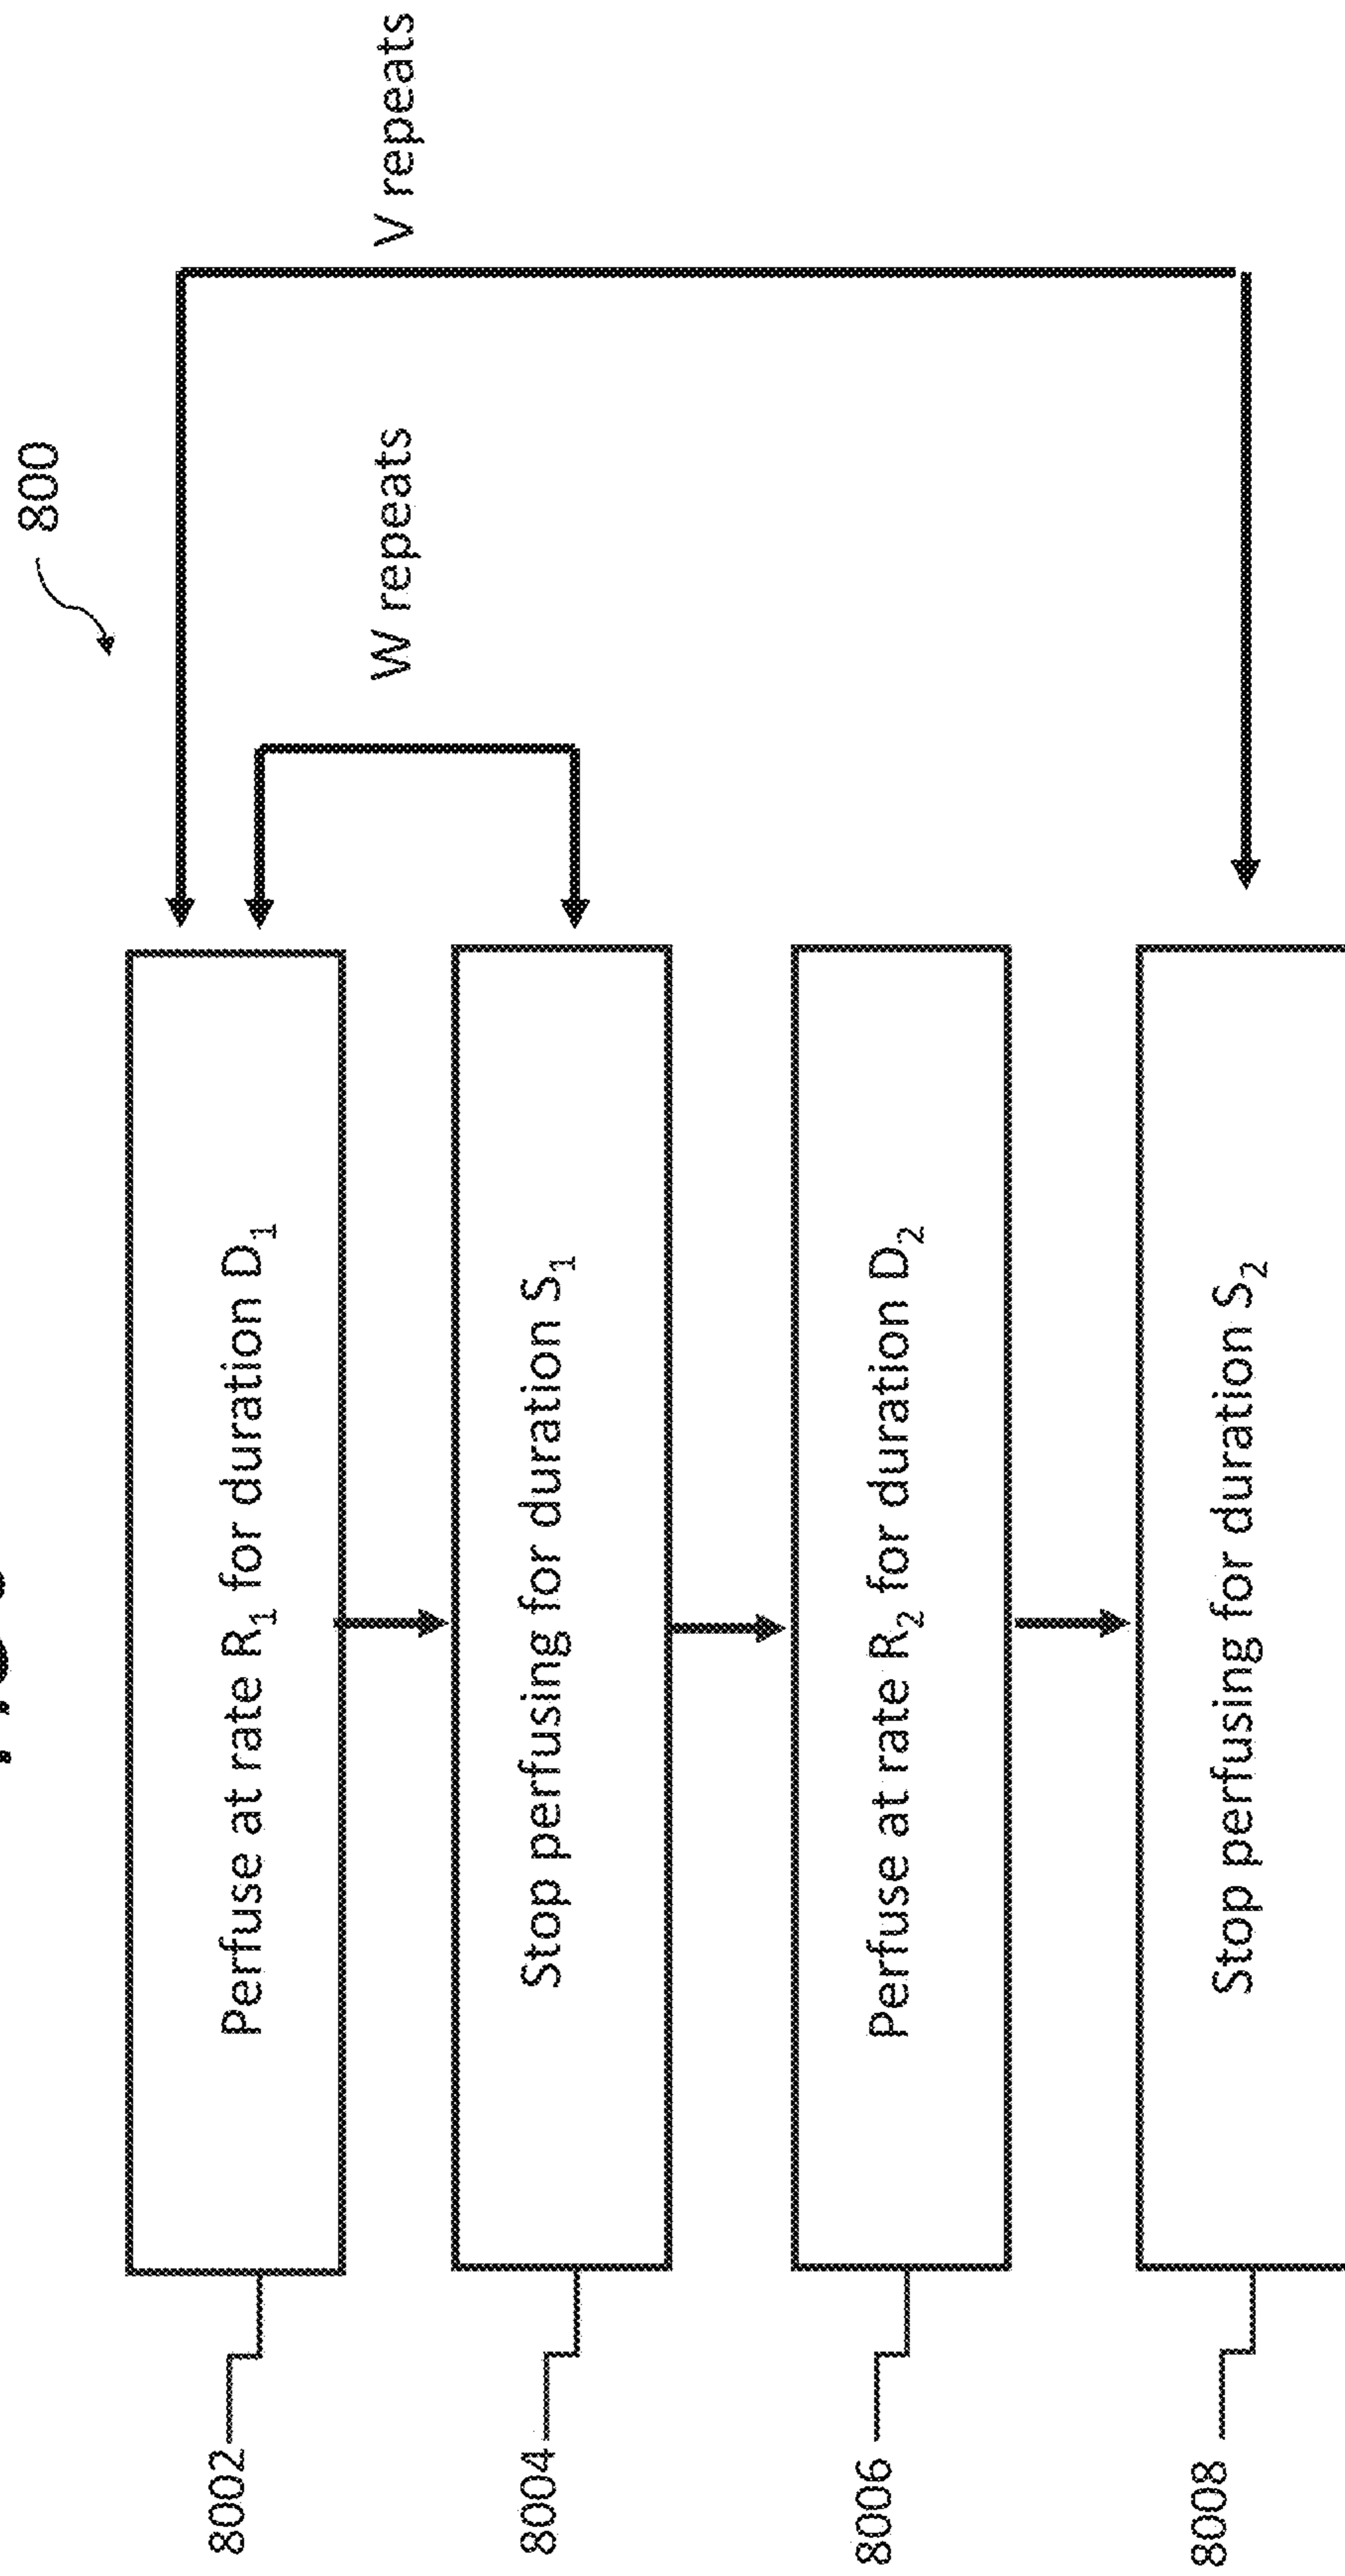 800
8002
Perfuse at rate R₁ for duration D₁
W repeats
V repeats
8004
Stop perfusing for duration S₁
8006
Perfuse at rate R₂ for duration D₂
8008
Stop perfusing for duration S₂